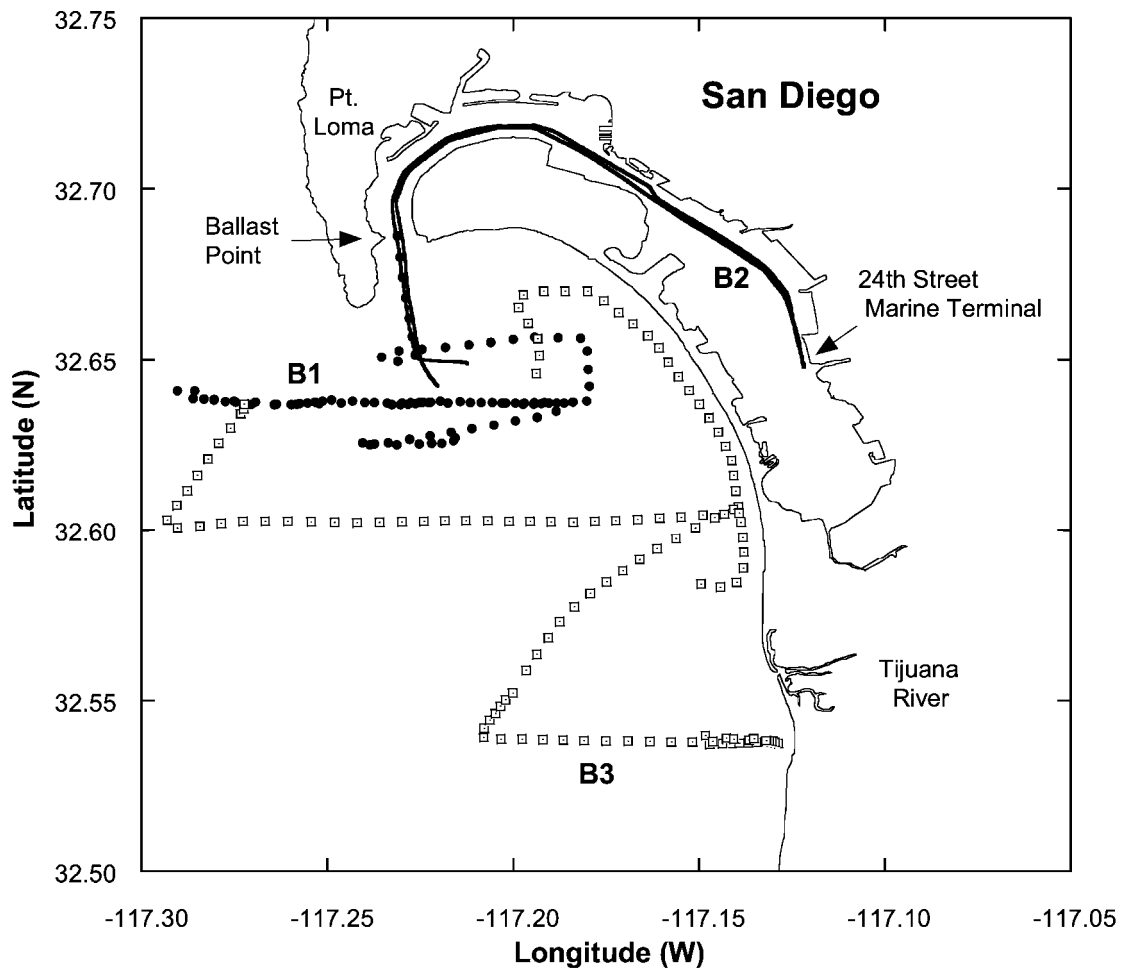 32.75
32.70
32.65
32.60
32.55
32.50
Latitude (N)
San Diego
Pt.
Loma
Ballast
Point
B2
24th Street
Marine Terminal
B1
Tijuana
River
B3
-117.30
-117.25
-117.20
-117.15
-117.10
-117.05
Longitude (W)